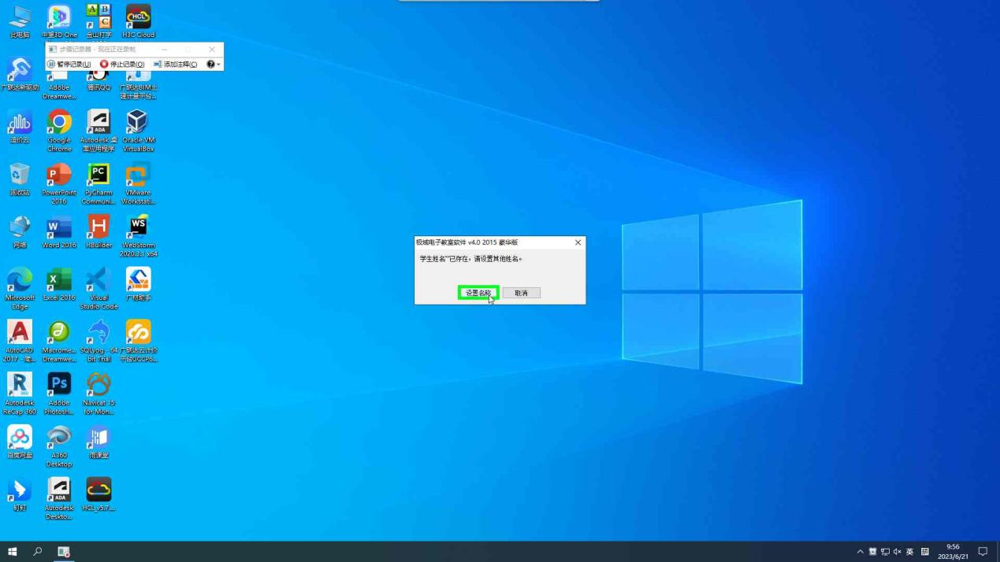 此电脑
中望3D One
金山打字
H3C Cloud
步骤记录器 - 现在正在录制
暂停记录(U)
停止记录(O)
添加注释(C)
广联达新驱动
Adobe
Dreamwe...
腾讯QQ
广联达BIM土
建计量平台...
造价云
Google
Chrome
Autodesk 桌
面应用程序
Oracle VM
VirtualBox
回收站
PowerPoint
2016
PyCharm
Communi...
VMware
Workstati...
网络
Word 2016
HBuilder
WebStorm
2020.3.1 x64
Microsoft
Edge
Excel 2016
Visual
Studio Code
广材助手
AutoCAD
2017 - 简...
Macrome...
Dreamwe...
SQLyog - 64
bit Trial
广联达云计价
平台GCCP6...
Autodesk
ReCap 360
Adobe
Photosh...
Navicat 15
for Mon...
百度网盘
A360
Desktop
雨课堂
钉钉
Autodesk
Deskto...
HCL_v5.7...
极域电子教室软件 v4.0 2015 豪华版
学生姓名""已存在，请设置其他姓名。
设置名称
取消
英
9:56
2023/6/21